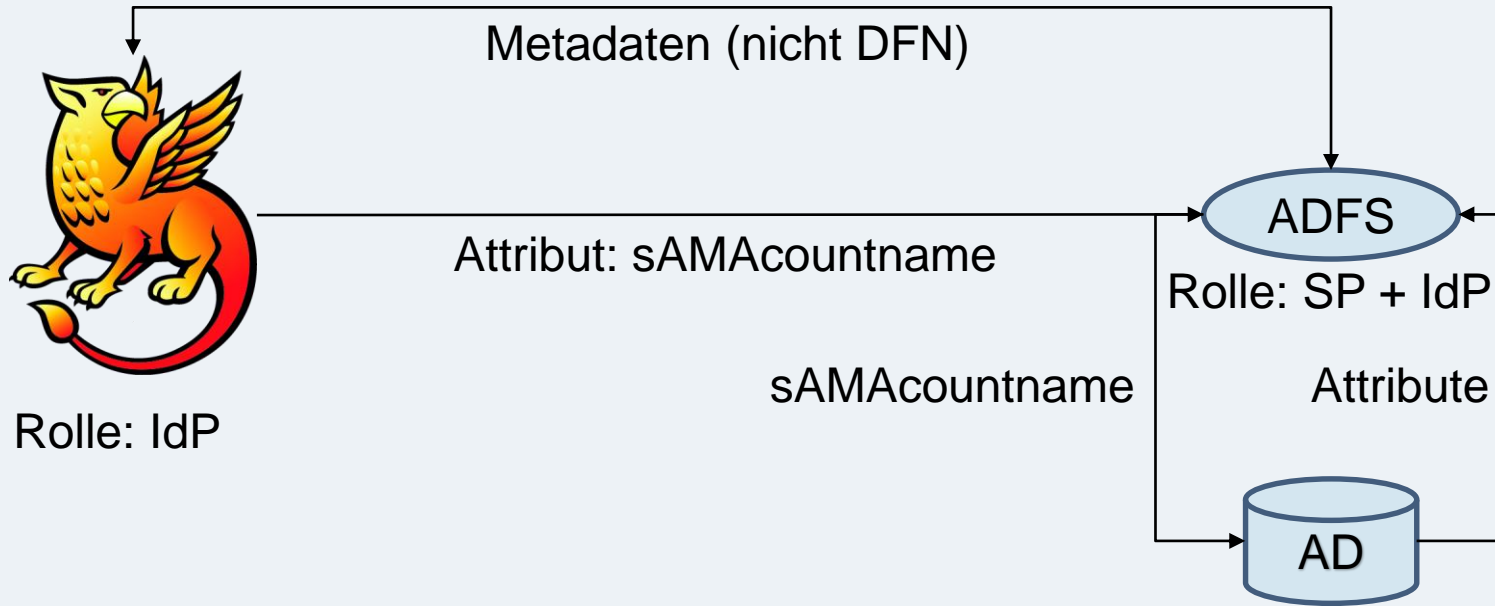 Metadaten (nicht DFN)
ADFS
Attribut: sAMAcountname
Rolle: SP + IdP
sAMAcountname
Attribute
Rolle: IdP
AD